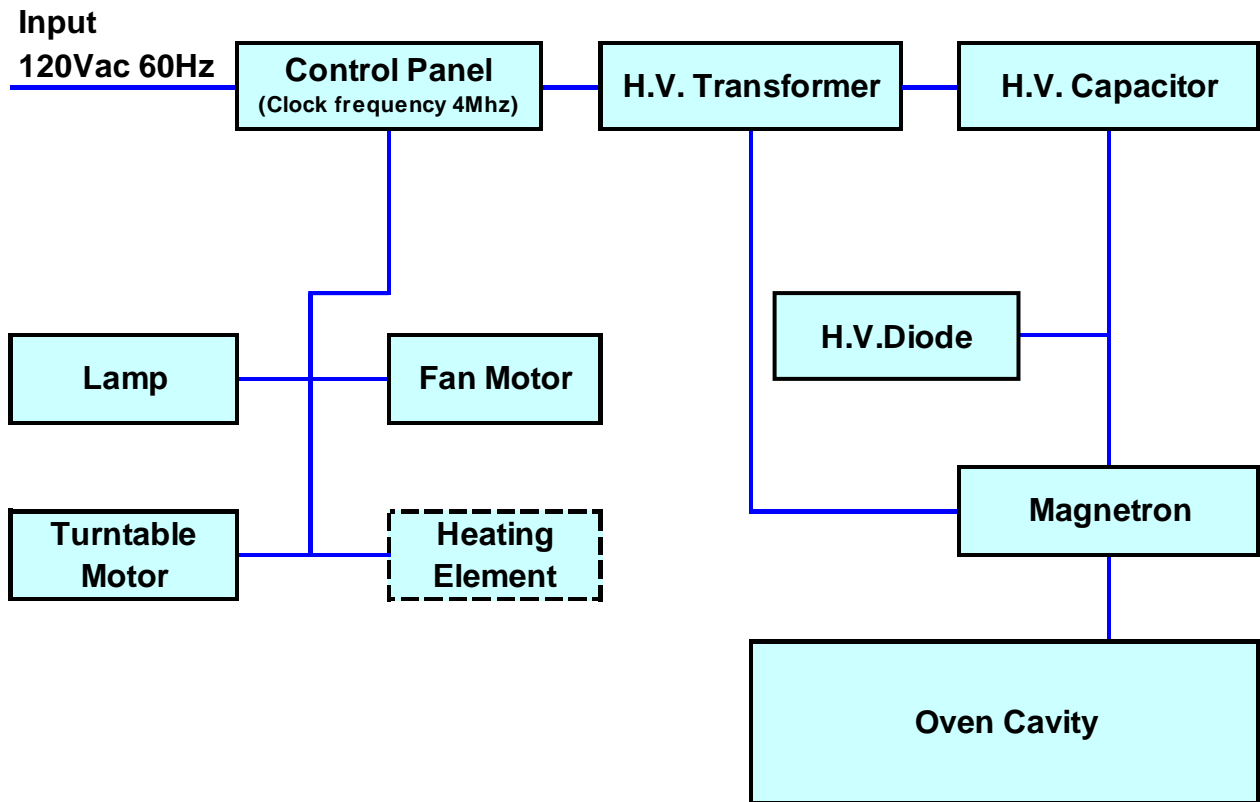 Input
120Vac 60Hz
Control Panel
(Clock frequency 4Mhz)
H.V. Transformer
H.V. Capacitor
H.V.Diode
Lamp
Fan Motor
Magnetron
Turntable
Motor
Heating
Element
Oven Cavity